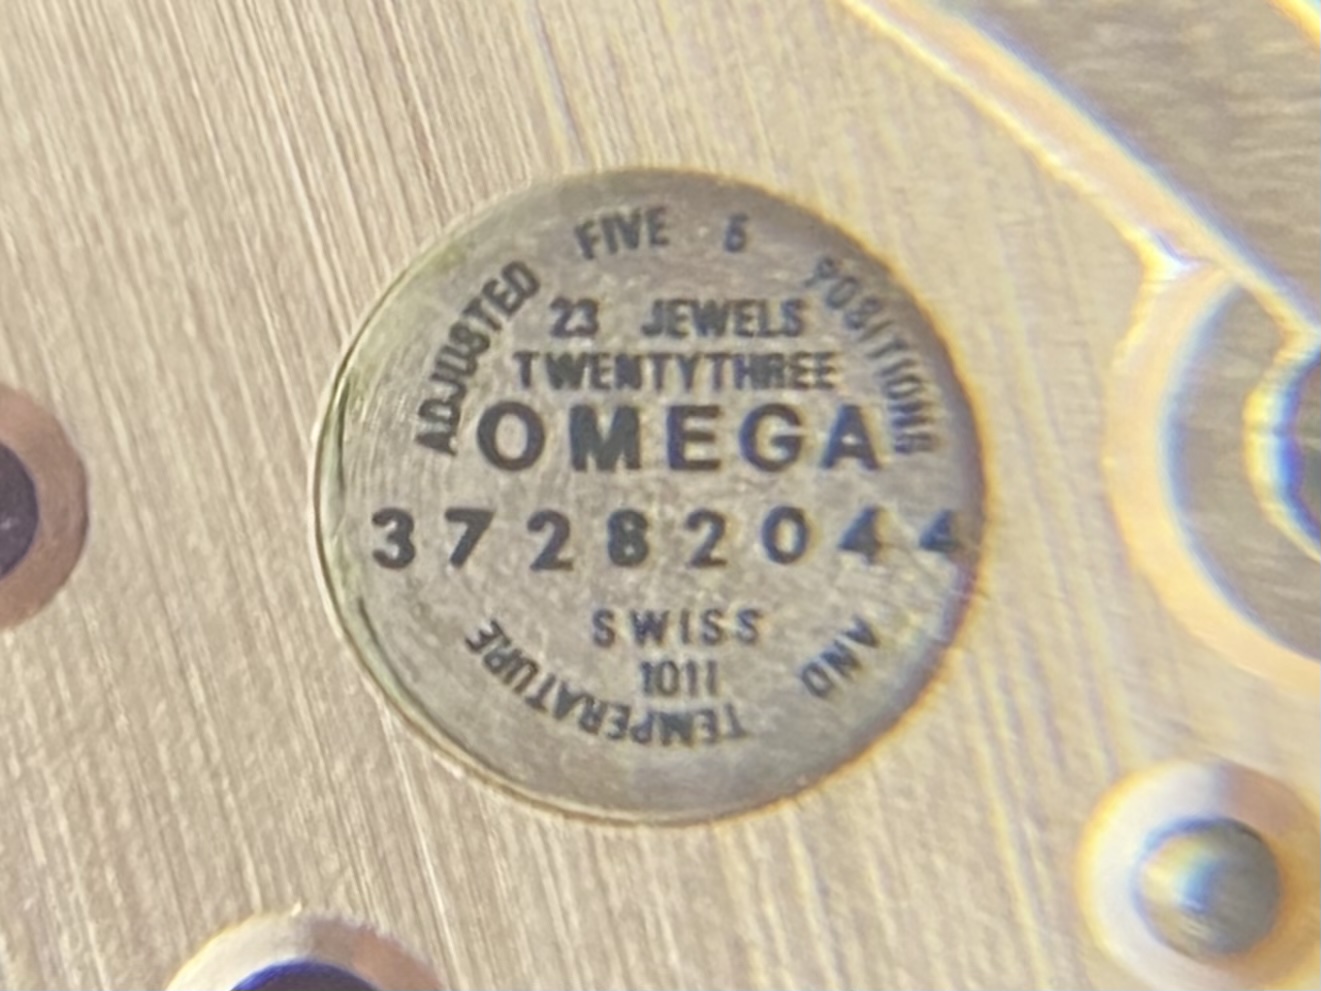 ADJUSTED FIVE 5 POSITIONS
23 JEWELS
TWENTYTHREE
OMEGA
37282044
SWISS
1011
AND TEMPERATURE